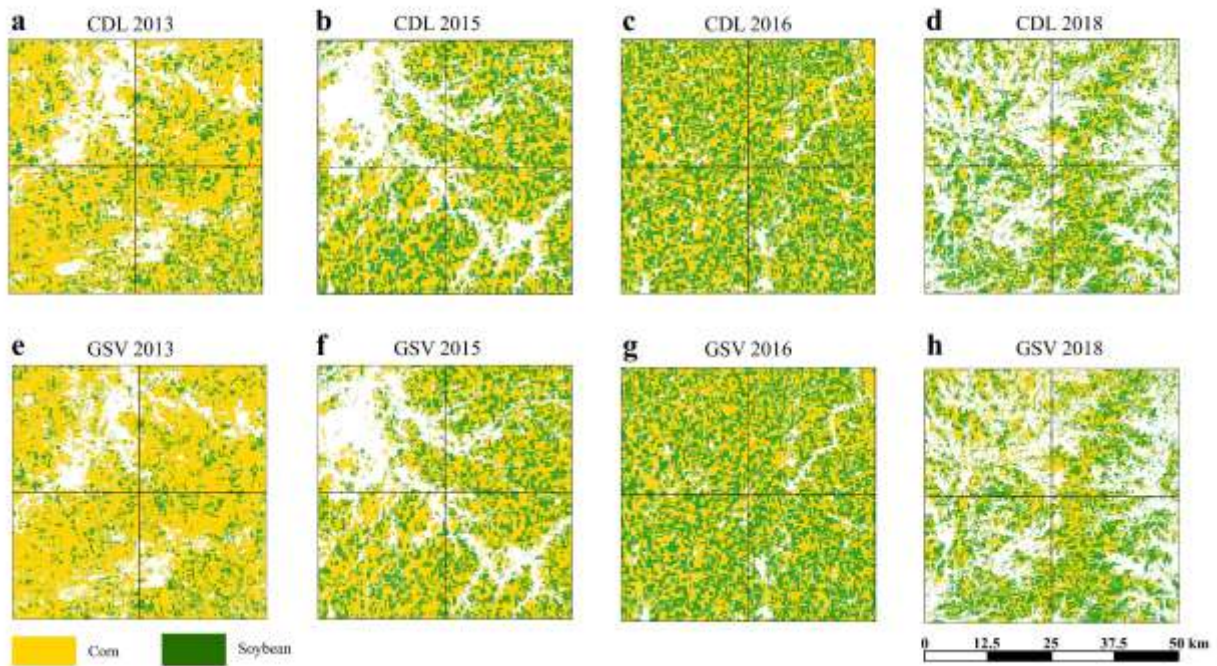 a b c d
CDL 2013 CDL 2015 CDL 2016 CDL 2018
e f g h
GSV 2013 GSV 2015 GSV 2016 GSV 2018
Corn Soybean
0 12.5 25 37.5 50 km